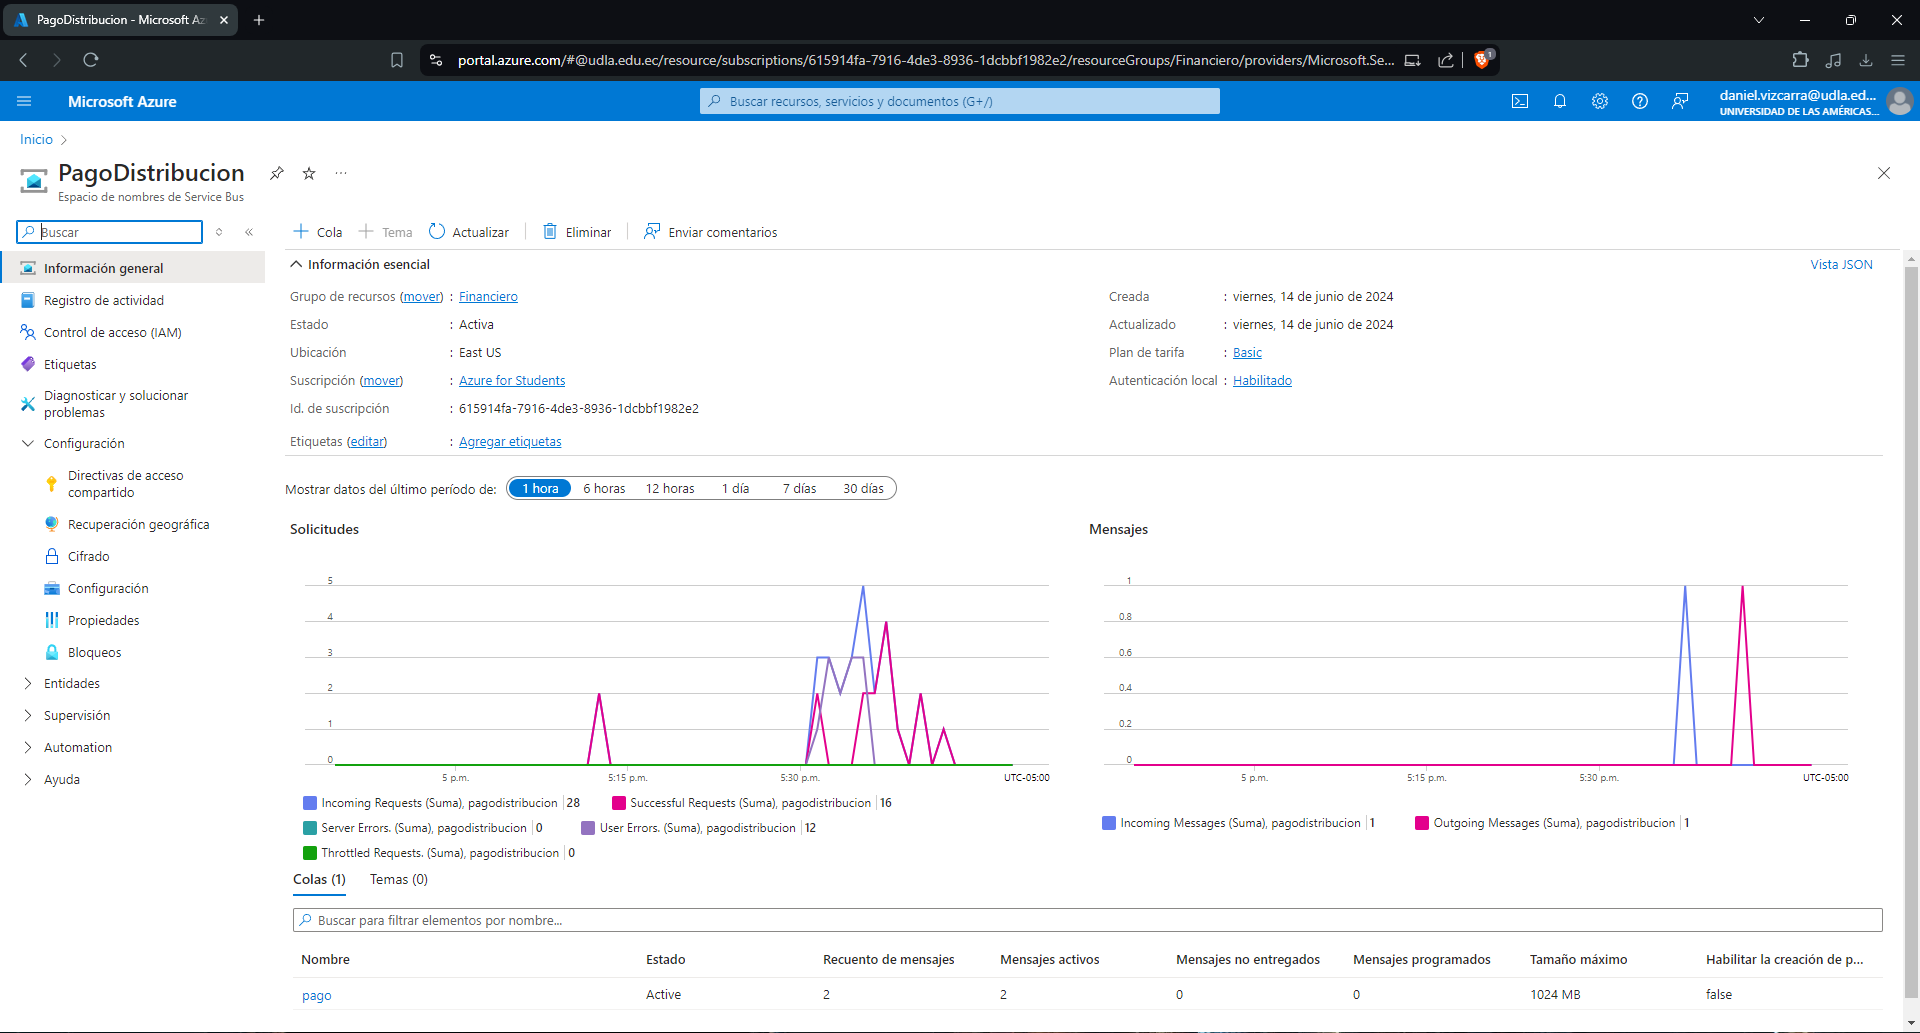 PagoDistribucion - Microsoft Az
portal.azure.com/#@udla.edu.ec/resource/subscriptions/615914fa-7916-4de3-8936-1dcbbf1982e2/resourceGroups/Financiero/providers/Microsoft.Se...
1
Microsoft Azure
Buscar recursos, servicios y documentos (G+/)
daniel.vizcarra@udla.ed...
UNIVERSIDAD DE LAS AMÉRICAS...
Inicio
PagoDistribucion
Espacio de nombres de Service Bus
Buscar
Cola
Tema
Actualizar
Eliminar
Enviar comentarios
Información general
Registro de actividad
Control de acceso (IAM)
Etiquetas
Diagnosticar y solucionar
problemas
Configuración
Directivas de acceso
compartido
Recuperación geográfica
Cifrado
Configuración
Propiedades
Bloqueos
Entidades
Supervisión
Automation
Ayuda
Información esencial
Vista JSON
Grupo de recursos (mover) : Financiero
Estado : Activa
Ubicación : East US
Suscripción (mover) : Azure for Students
Id. de suscripción : 615914fa-7916-4de3-8936-1dcbbf1982e2
Etiquetas (editar) : Agregar etiquetas
Creada : viernes, 14 de junio de 2024
Actualizado : viernes, 14 de junio de 2024
Plan de tarifa : Basic
Autenticación local : Habilitado
Mostrar datos del último período de: 1 hora 6 horas 12 horas 1 día 7 días 30 días
Solicitudes
5
4
3
2
1
0
5 p.m. 5:15 p.m. 5:30 p.m. UTC-05:00
Incoming Requests (Suma), pagodistribucion 28
Successful Requests (Suma), pagodistribucion 16
Server Errors. (Suma), pagodistribucion 0
User Errors. (Suma), pagodistribucion 12
Throttled Requests. (Suma), pagodistribucion 0
Mensajes
1
0.8
0.6
0.4
0.2
0
5 p.m. 5:15 p.m. 5:30 p.m. UTC-05:00
Incoming Messages (Suma), pagodistribucion 1
Outgoing Messages (Suma), pagodistribucion 1
Colas (1) Temas (0)
Buscar para filtrar elementos por nombre...
Nombre Estado Recuento de mensajes Mensajes activos Mensajes no entregados Mensajes programados Tamaño máximo Habilitar la creación de p...
pago Active 2 2 0 0 1024 MB false